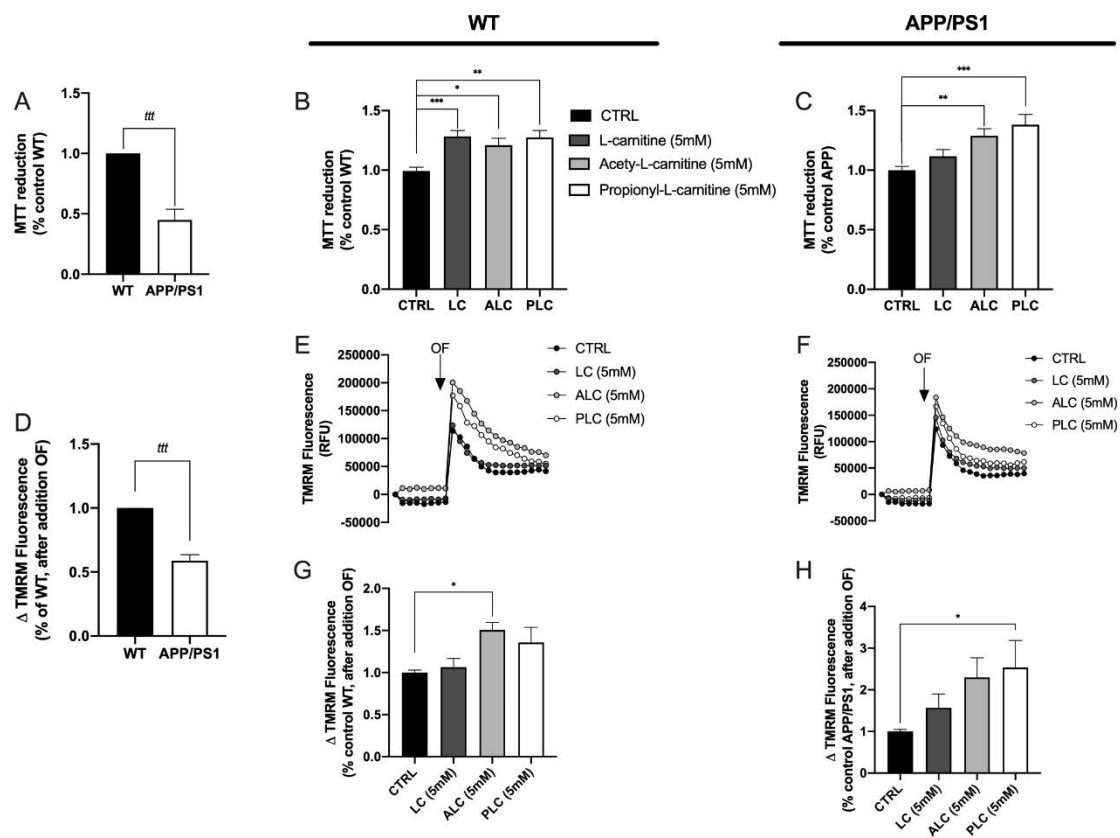 WT
APP/PS1
A
MTT reduction
(% control WT)
1.5
1.0
0.5
0.0
ttt
WT APP/PS1
B
MTT reduction
(% control WT)
1.5
1.0
0.5
0.0
**
*
***
CTRL LC ALC PLC
CTRL
L-carnitine (5mM)
Acety-L-carnitine (5mM)
Propionyl-L-carnitine (5mM)
C
MTT reduction
(% control APP)
1.5
1.0
0.5
0.0
***
**
CTRL LC ALC PLC
D
Δ TMRM Fluorescence
(% of WT, after addition OF)
1.5
1.0
0.5
0.0
ttt
WT APP/PS1
E
TMRM Fluorescence
(RFU)
250000
200000
150000
100000
50000
0
-50000
OF
CTRL
LC (5mM)
ALC (5mM)
PLC (5mM)
F
TMRM Fluorescence
(RFU)
250000
200000
150000
100000
50000
0
-50000
OF
CTRL
LC (5mM)
ALC (5mM)
PLC (5mM)
G
Δ TMRM Fluorescence
(% control WT, after addition OF)
2.0
1.5
1.0
0.5
0.0
*
CTRL
LC (5mM)
ALC (5mM)
PLC (5mM)
H
Δ TMRM Fluorescence
(% control APP/PS1, after addition OF)
4
3
2
1
0
*
CTRL
LC (5mM)
ALC (5mM)
PLC (5mM)